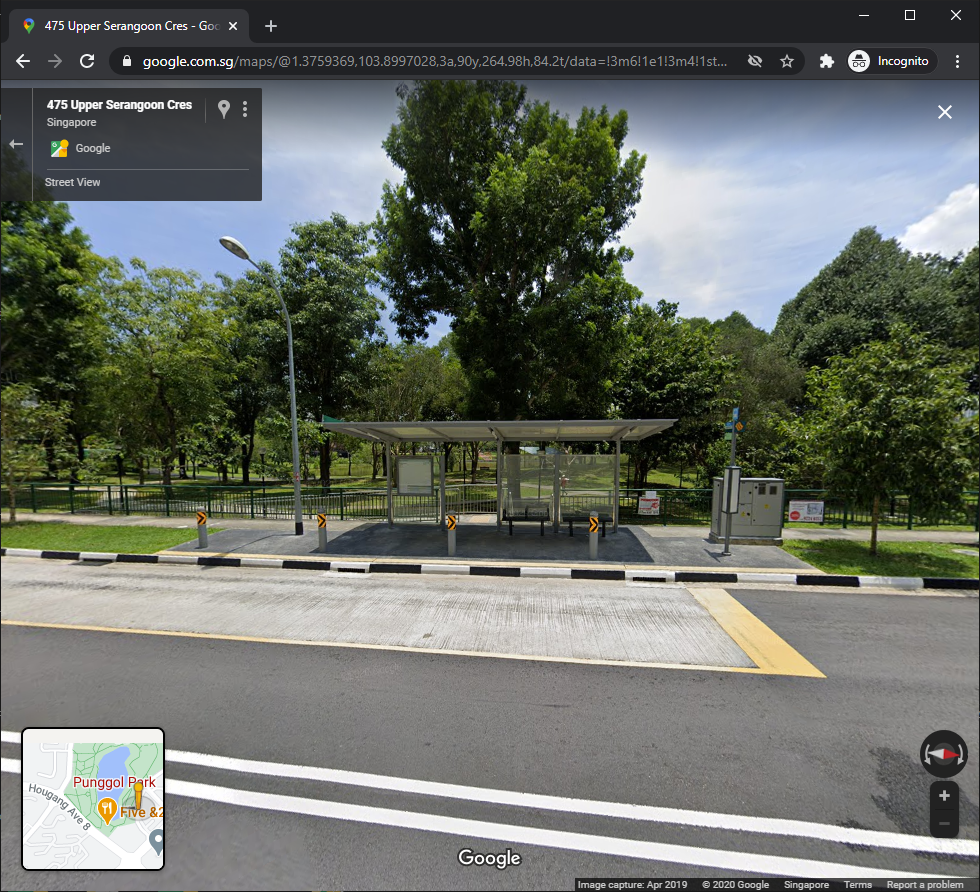 475 Upper Serangoon Cres - Goo
google.com.sg/maps/@1.3759369,103.8997028,3a,90y,264.98h,84.2t/data=!3m6!1e1!3m4!1st...
Incognito
475 Upper Serangoon Cres
Singapore
Google
Street View
Punggol Park
Hougang Ave 8
Five &2
Google
Image capture: Apr 2019 © 2020 Google Singapore Terms Report a problem